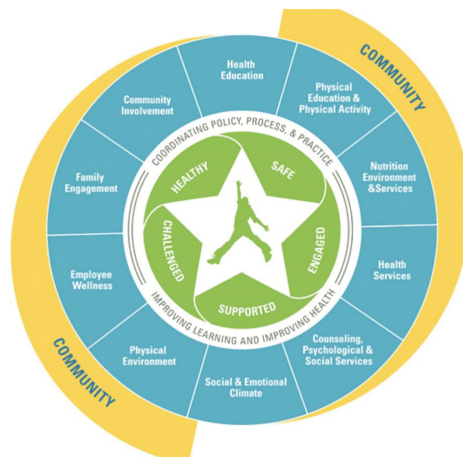 COMMUNITY
Health
Education
Physical
Education &
Physical Activity
Nutrition
Environment
&Services
Health
Services
Counseling,
Psychological &
Social Services
Social & Emotional
Climate
Physical
Environment
Employee
Wellness
Family
Engagement
Community
Involvement
COORDINATING POLICY, PROCESS, & PRACTICE
IMPROVING LEARNING AND IMPROVING HEALTH
HEALTHY
SAFE
ENGAGED
SUPPORTED
CHALLENGED
COMMUNITY